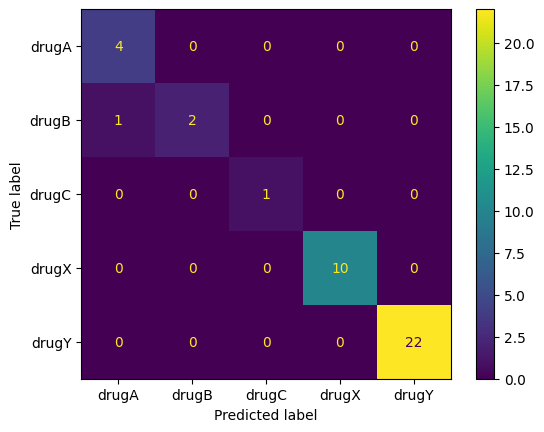 drugA 4 0 0 0 0
drugB 1 2 0 0 0
drugC 0 0 1 0 0
drugX 0 0 0 10 0
drugY 0 0 0 0 22
drugA drugB drugC drugX drugY
Predicted label
True label
20.0
17.5
15.0
12.5
10.0
7.5
5.0
2.5
0.0